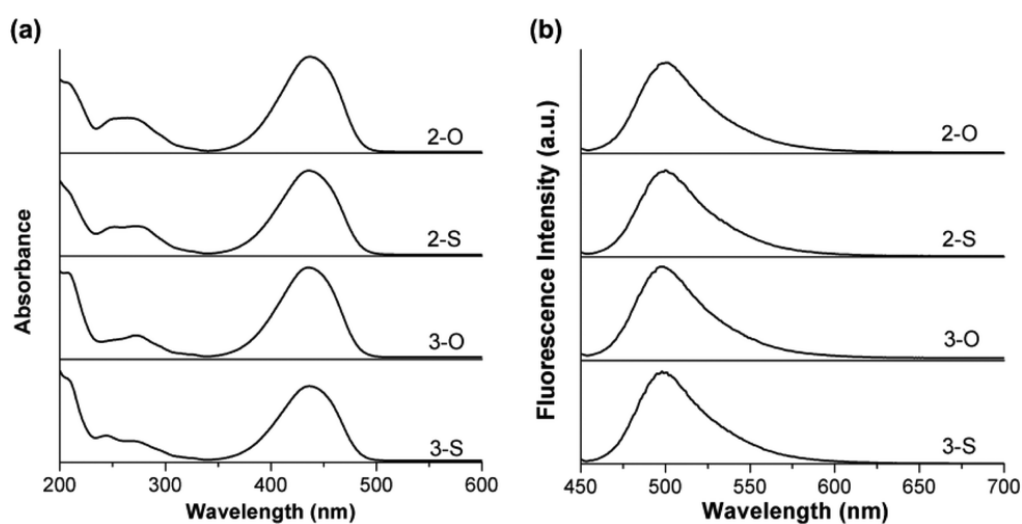 (a)
Absorbance
2-O
2-S
3-O
3-S
200 300 400 500 600
Wavelength (nm)
(b)
Fluorescence Intensity (a.u.)
2-O
2-S
3-O
3-S
450 500 550 600 650 700
Wavelength (nm)